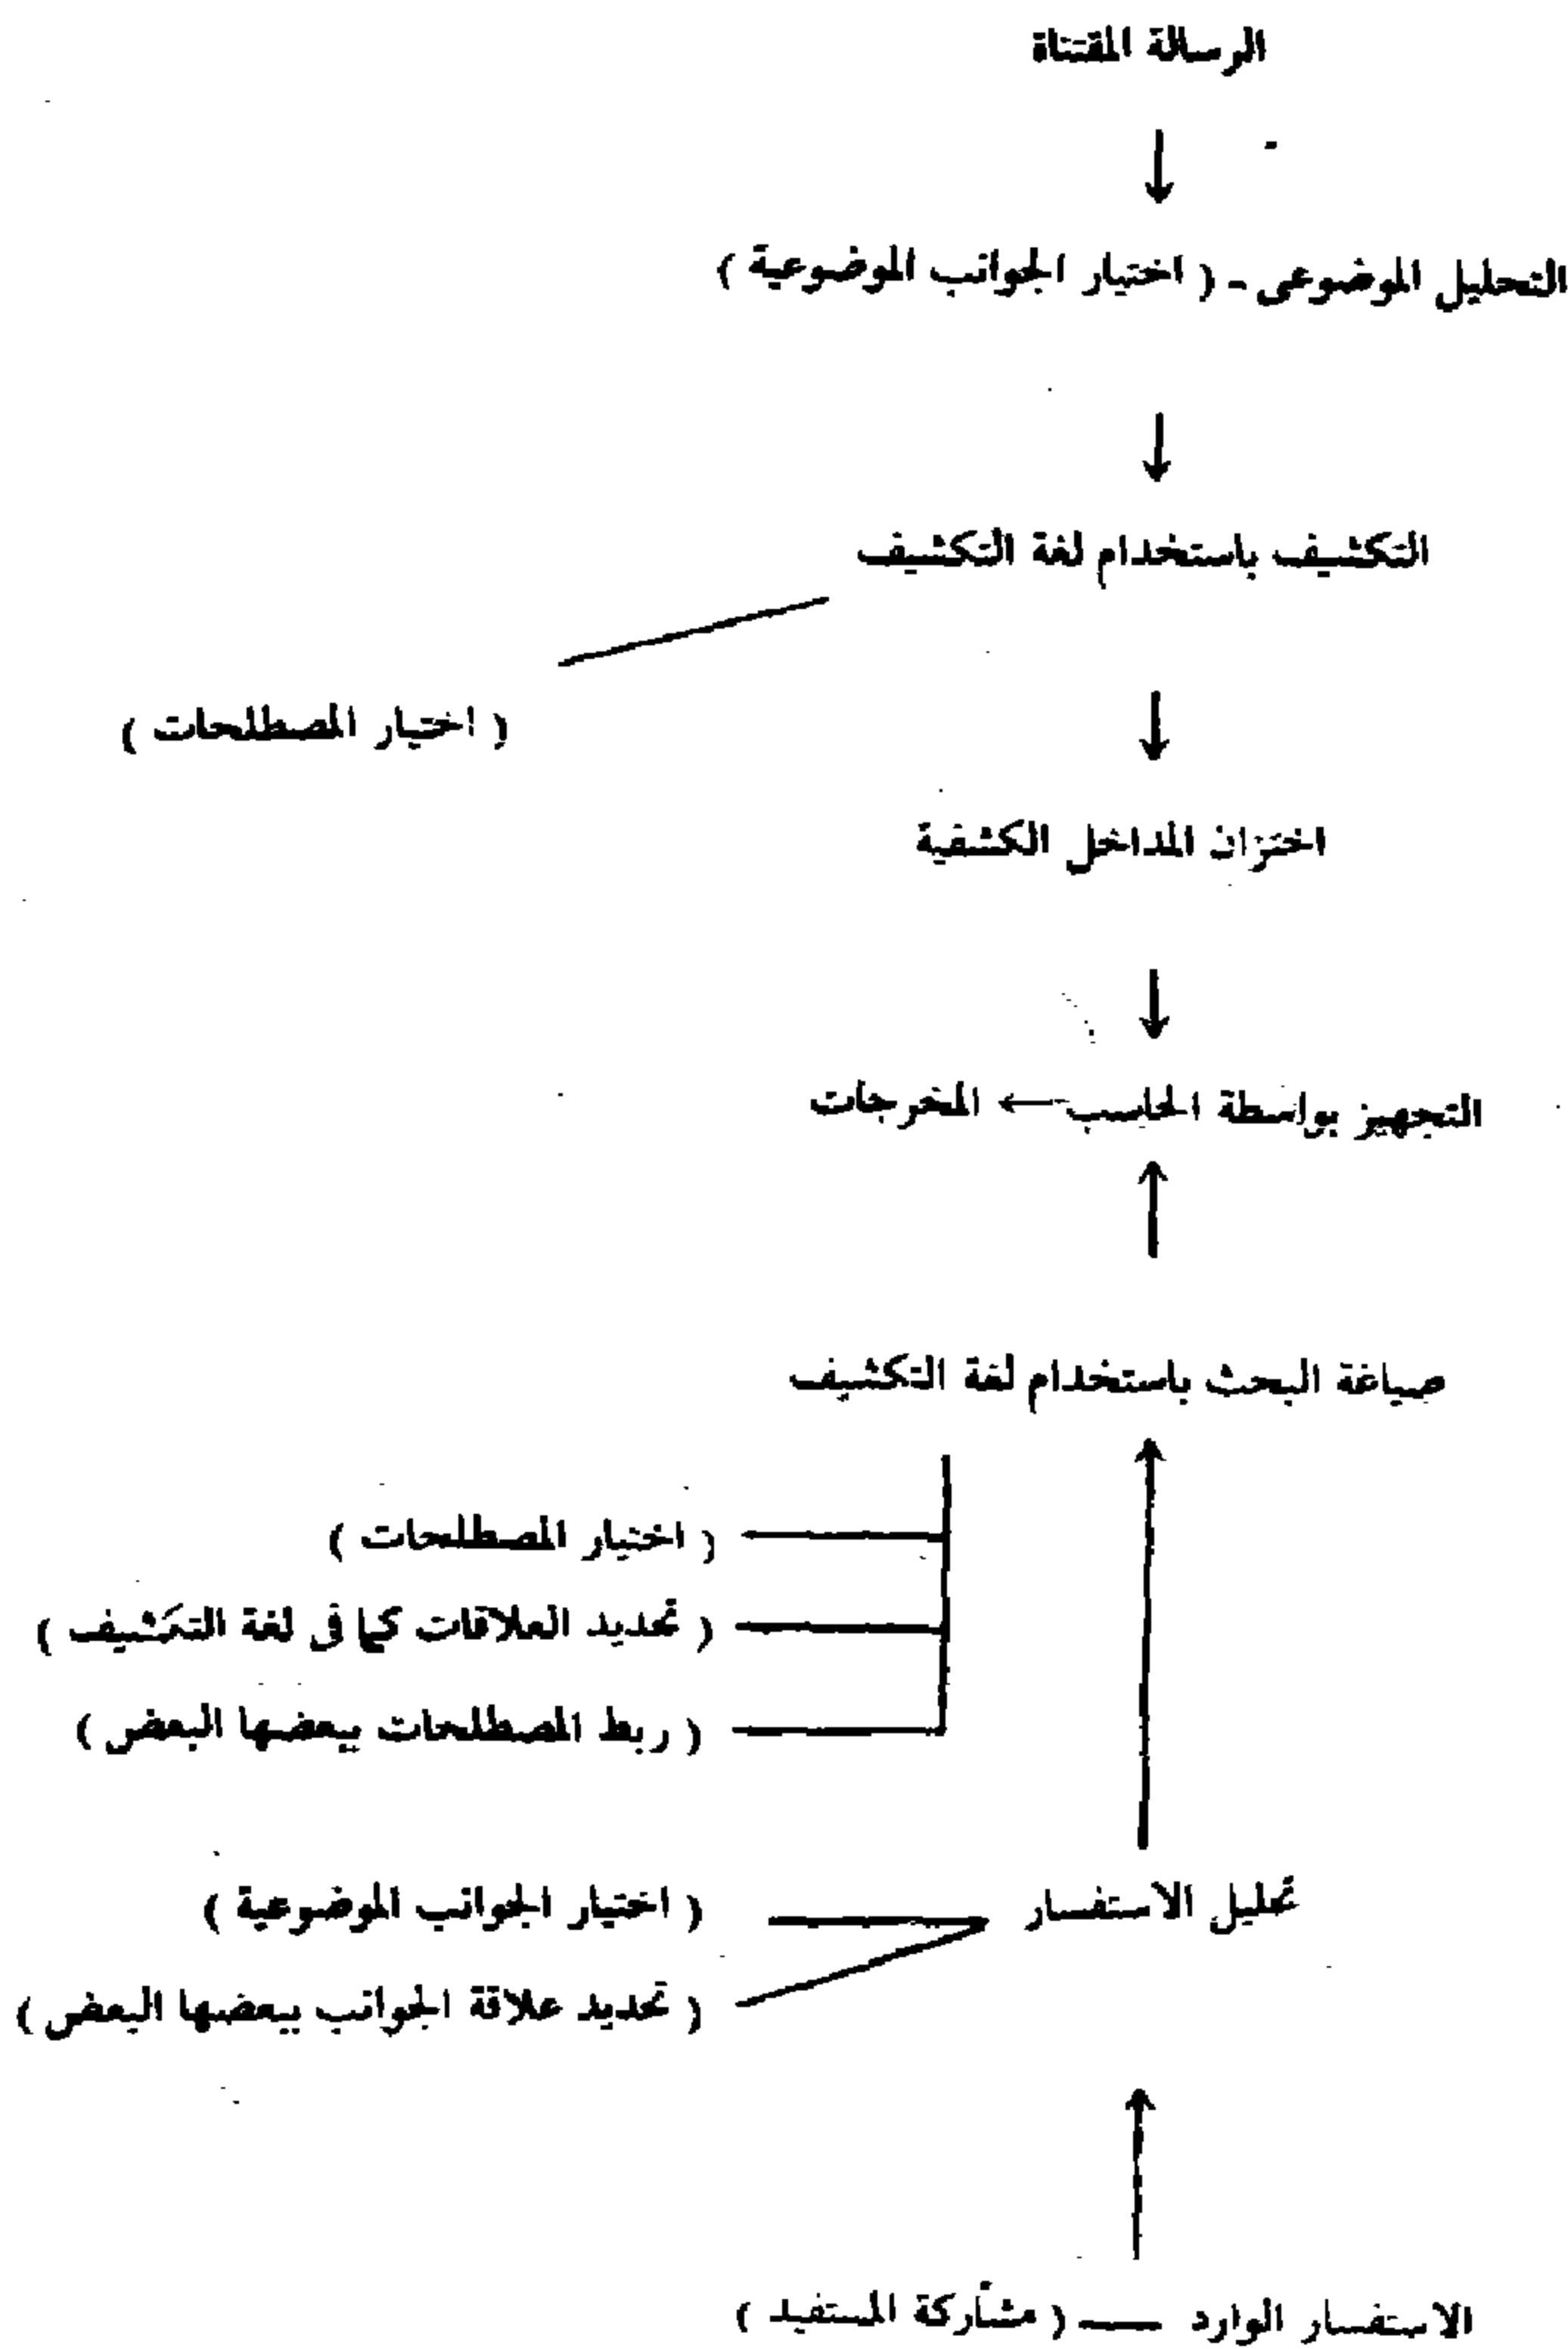 الرسالة المقتناة
التحليل الموضوعى - ( اختيار الجوانب الموضوعية )
التكشيف باستخدام لغة التكشيف
( اختيار المصطلحات )
اختزان المداخل الكشفية
التجهيز بواسطة الحاسب ← المخرجات
صياغة البحث باستخدام لغة التكشيف
( اختيار المصطلحات )
( تحديد العلاقات كما فى لغة التكشيف )
( ربط المصطلحات ببعضها البعض )
تحليل الاستفسار
( اختيار الجوانب الموضوعية )
( تحديد علاقة الجوانب ببعضها البعض )
الاستفسار الوارد — ( مشاركة المستفيد )